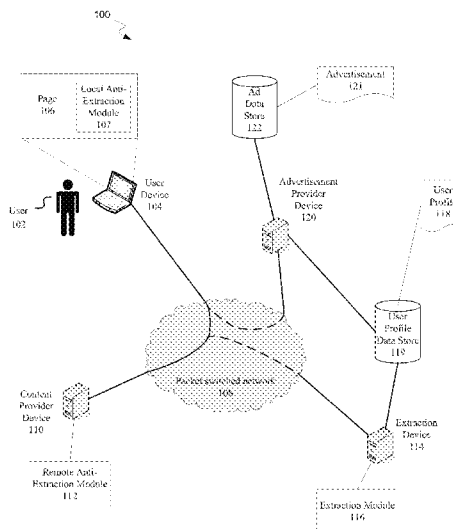 100
Page
106
Local Anti-
Extraction
Module
107
User
102
User
Device
104
Ad
Data
Store
122
Advertisement
121
Advertisement
Provider
Device
120
User
Profile
118
User
Profile
Data Store
119
Packet switched network
108
Content
Provider
Device
110
Remote Anti-
Extraction Module
112
Extraction
Device
114
Extraction Module
116